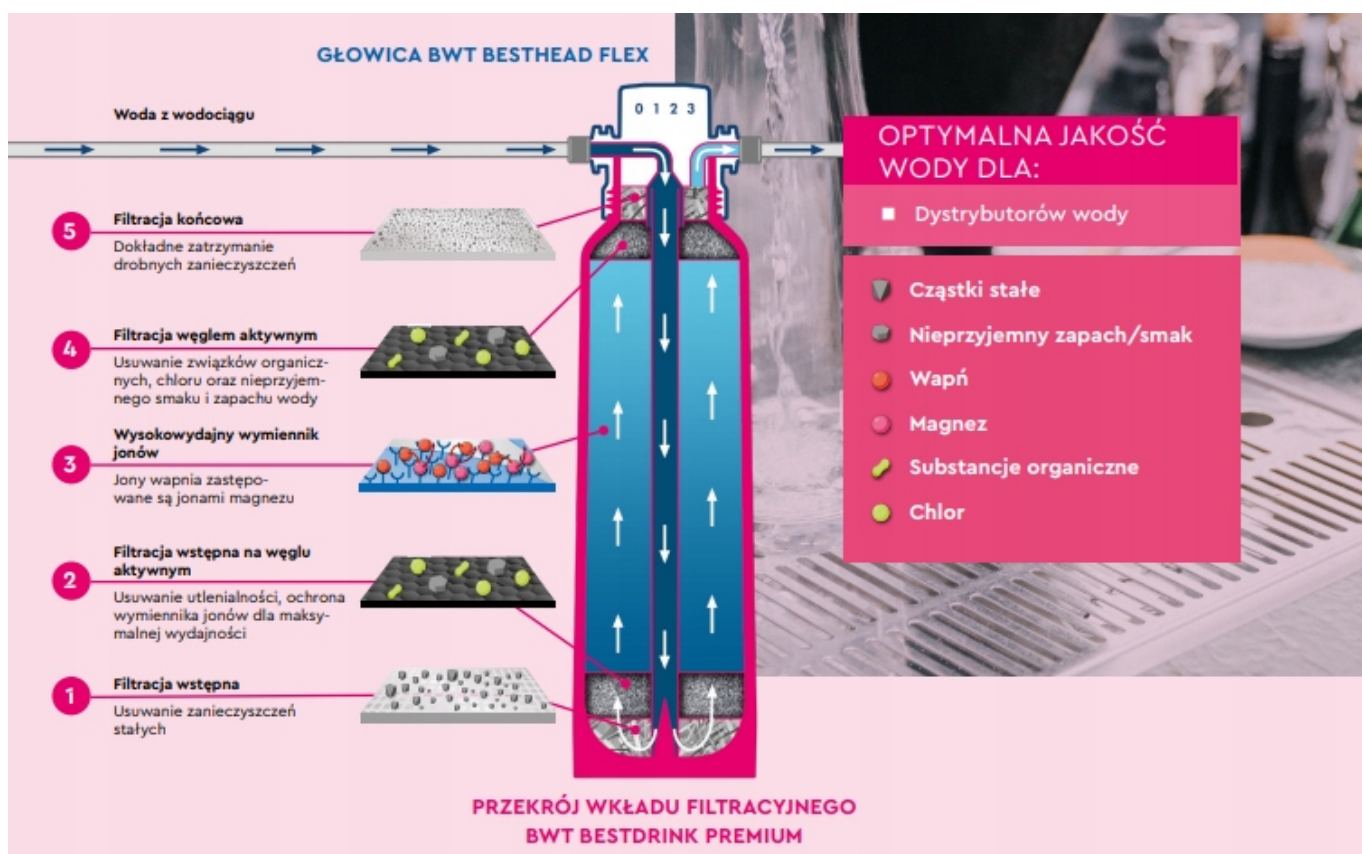 GŁOWICA BWT BESTHEAD FLEX
Woda z wodociągu
0 1 2 3
5
Filtracja końcowa
Dokładne zatrzymanie
drobnych zanieczyszczeń
4
Filtracja węglem aktywnym
Usuwanie związków organicz-
nych, chloru oraz nieprzyjem-
nego smaku i zapachu wody
3
Wysokowydajny wymiennik
jonów
Jony wapnia zastępo-
wane są jonami magnezu
2
Filtracja wstępna na węglu
aktywnym
Usuwanie utlenialności, ochrona
wymiennika jonów dla maksy-
malnej wydajności
1
Filtracja wstępna
Usuwanie zanieczyszczeń
stałych
PRZEKRÓJ WKŁADU FILTRACYJNEGO
BWT BESTDRINK PREMIUM
OPTYMALNA JAKOŚĆ
WODY DLA:
Dystrybutorów wody
Cząstki stałe
Nieprzyjemny zapach/smak
Wapń
Magnez
Substancje organiczne
Chlor